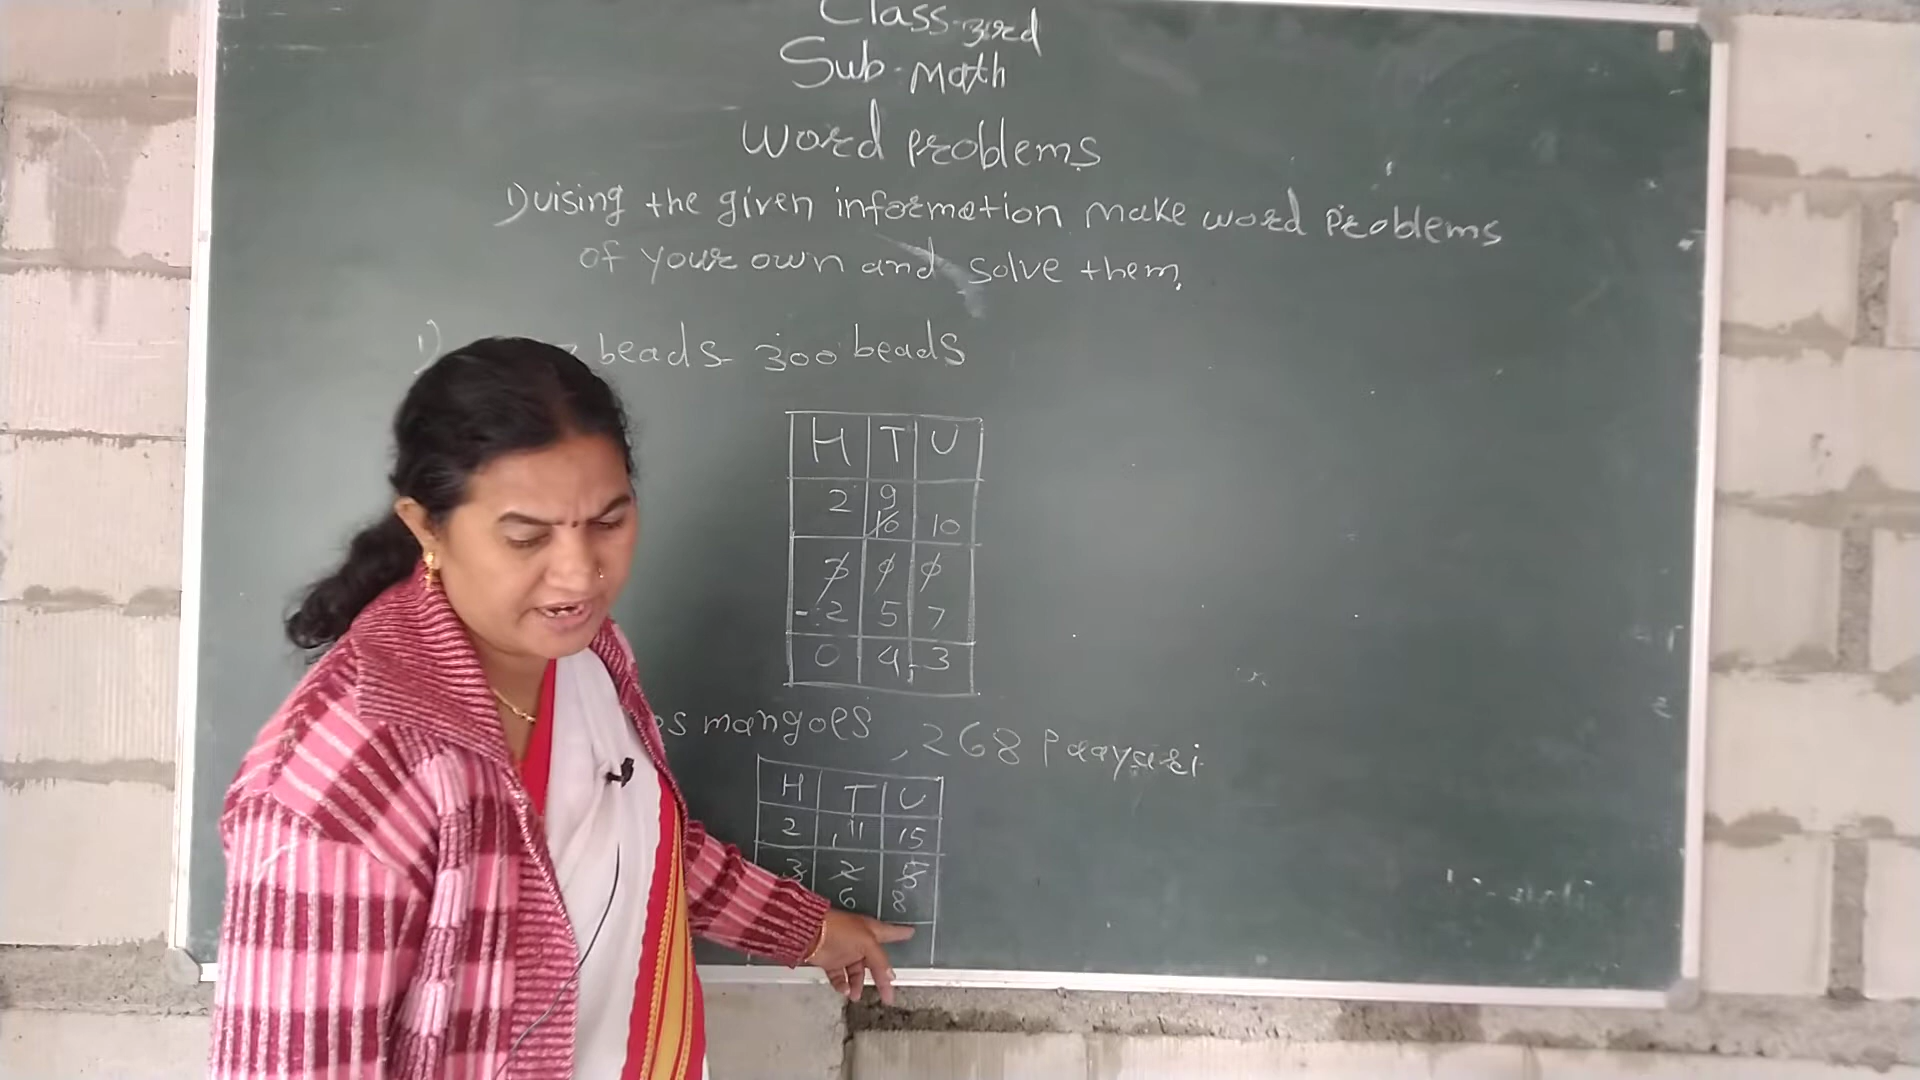 Class-3rd
Sub-Math
Word Problems
1) using the given information make word problems
of your own and solve them.
1) beads 300 beads
H T U
2 9
10 10
3 0 0
- 2 5 7
0 4 3
mangoes, 268
H T U
2 11 15
3 2 5
6 8